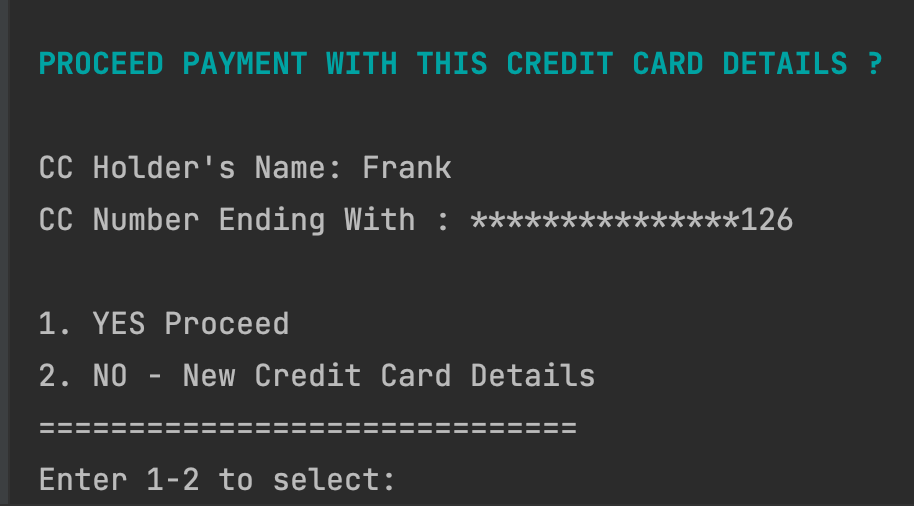 PROCEED PAYMENT WITH THIS CREDIT CARD DETAILS ?
CC Holder's Name: Frank
CC Number Ending With : ***************126
1. YES Proceed
2. NO - New Credit Card Details
==============================
Enter 1-2 to select: